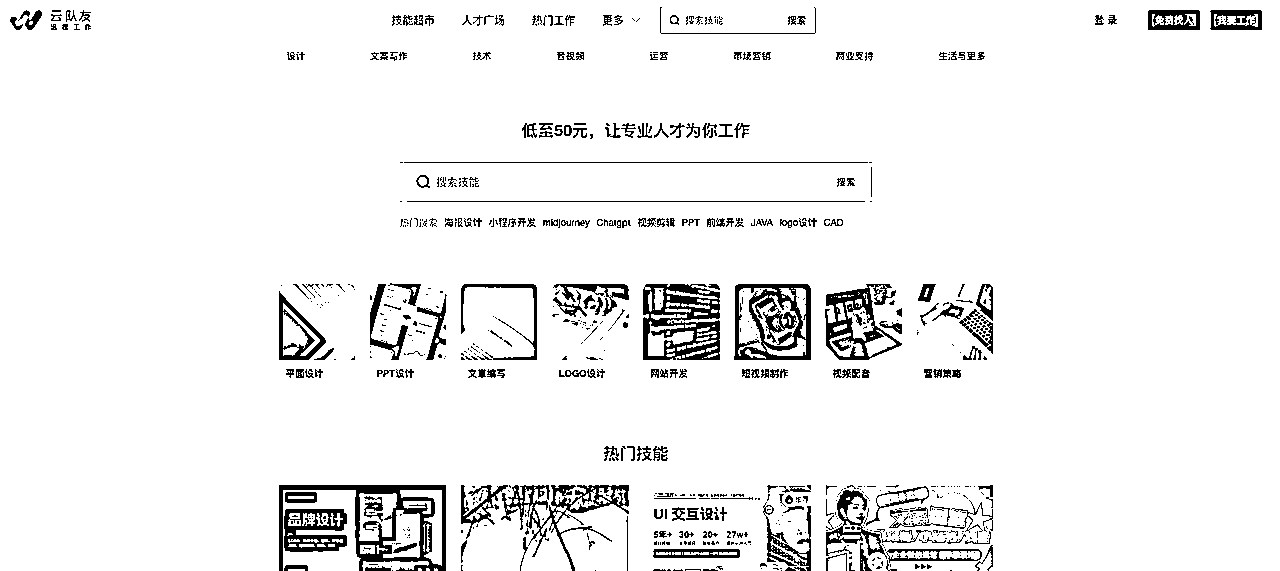 云队友
远程工作
技能超市 人才广场 热门工作 更多 搜索技能 搜索
登录 [免费找人] [我要工作]
设计 文案写作 技术 音视频 运营 市场营销 商业支持 生活与更多
低至50元，让专业人才为你工作
搜索技能 搜索
热门搜索 海报设计 小程序开发 midjourney Chatgpt 视频剪辑 PPT 前端开发 JAVA logo设计 CAD
平面设计 PPT设计 文章编写 LOGO设计 网站开发 短视频制作 视频配音 营销策略
热门技能
品牌设计
UI 交互设计
5年+ 30+ 20+ 27w+